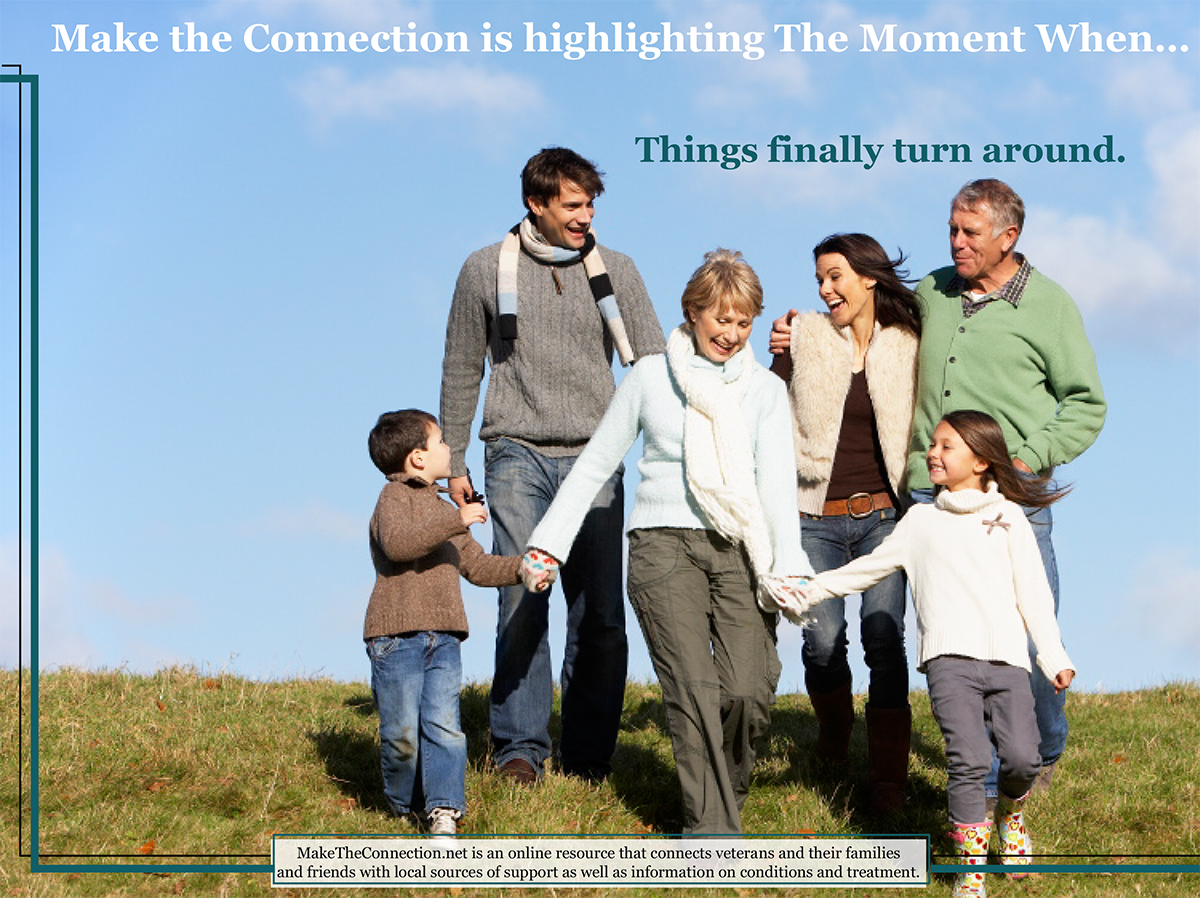 Make the Connection is highlighting The Moment When...
Things finally turn around.
MakeTheConnection.net is an online resource that connects veterans and their families
and friends with local sources of support as well as information on conditions and treatment.